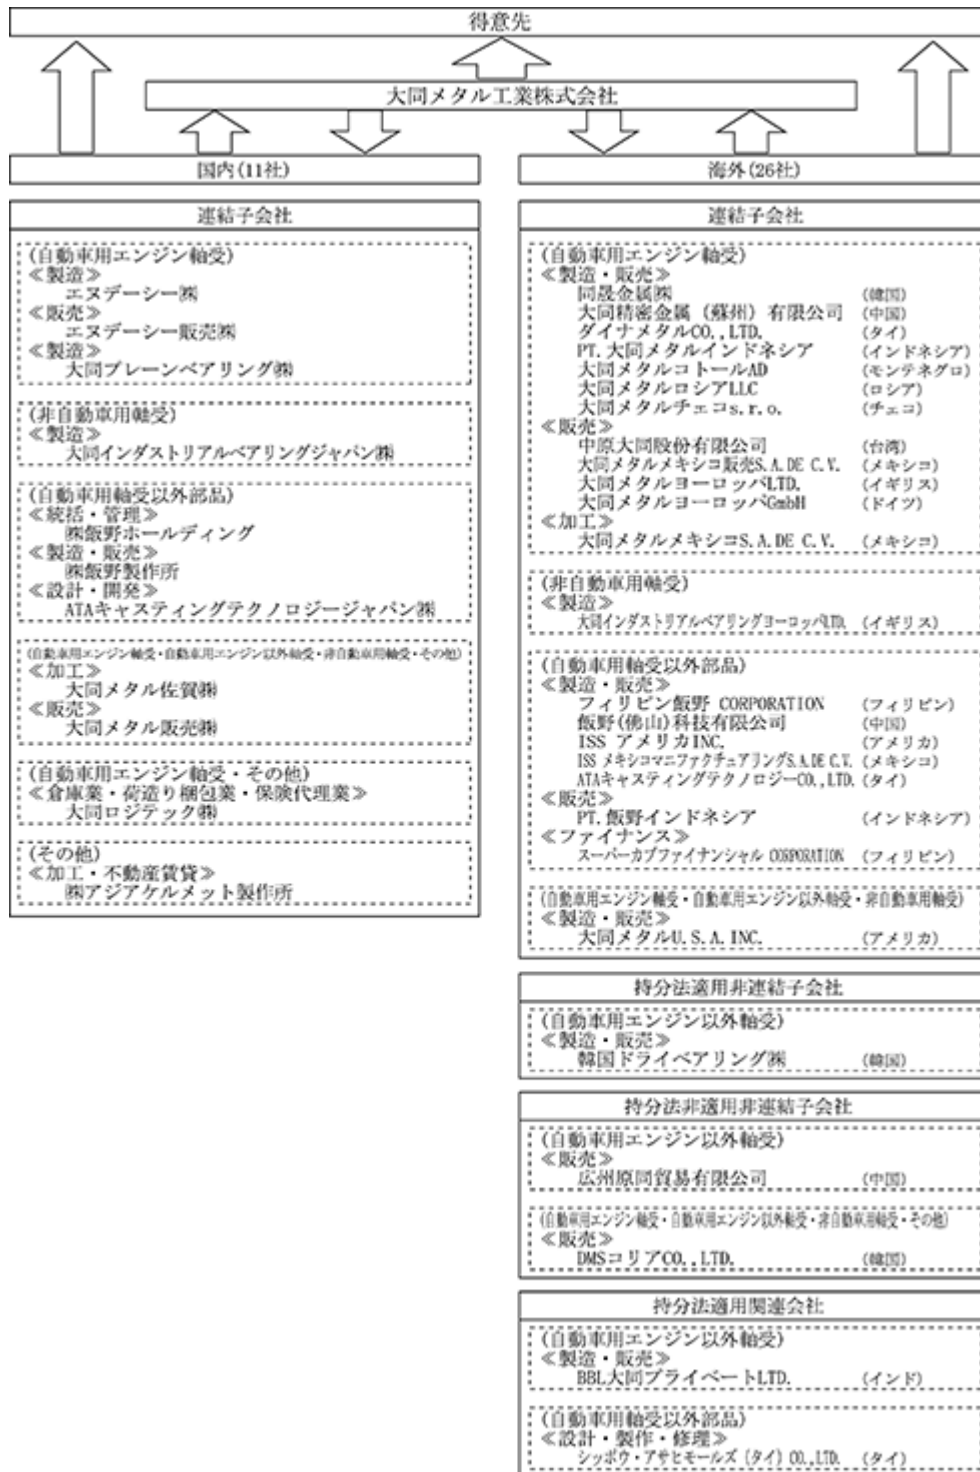 得意先
大同メタル工業株式会社
国内(11社)
連結子会社
(自動車用エンジン軸受)
≪製造≫
エヌデーシー㈱
≪販売≫
エヌデーシー販売㈱
≪製造≫
大同プレーンベアリング㈱
(非自動車用軸受)
≪製造≫
大同インダストリアルベアリングジャパン㈱
(自動車用軸受以外部品)
≪統括・管理≫
㈱飯野ホールディング
≪製造・販売≫
㈱飯野製作所
≪設計・開発≫
ATAキャスティングテクノロジージャパン㈱
(自動車用エンジン軸受・自動車用エンジン以外軸受・非自動車用軸受・その他)
≪加工≫
大同メタル佐賀㈱
≪販売≫
大同メタル販売㈱
(自動車用エンジン軸受・その他)
≪倉庫業・荷造り梱包業・保険代理業≫
大同ロジテック㈱
(その他)
≪加工・不動産賃貸≫
㈱アジアケルメット製作所
海外(26社)
連結子会社
(自動車用エンジン軸受)
≪製造・販売≫
同晟金属㈱ (韓国)
大同精密金属（蘇州）有限公司 (中国)
ダイナメタルCO.,LTD. (タイ)
PT.大同メタルインドネシア (インドネシア)
大同メタルコトールAD (モンテネグロ)
大同メタルロシアLLC (ロシア)
大同メタルチェコs.r.o. (チェコ)
≪販売≫
中原大同股份有限公司 (台湾)
大同メタルメキシコ販売S.A.DE C.V. (メキシコ)
大同メタルヨーロッパLTD. (イギリス)
大同メタルヨーロッパGmbH (ドイツ)
≪加工≫
大同メタルメキシコS.A.DE C.V. (メキシコ)
(非自動車用軸受)
≪製造≫
大同インダストリアルベアリングヨーロッパLTD. (イギリス)
(自動車用軸受以外部品)
≪製造・販売≫
フィリピン飯野 CORPORATION (フィリピン)
飯野(佛山)科技有限公司 (中国)
ISS アメリカINC. (アメリカ)
ISS メキシコマニファクチュアリングS.A.DE C.V. (メキシコ)
ATAキャスティングテクノロジーCO.,LTD. (タイ)
≪販売≫
PT.飯野インドネシア (インドネシア)
≪ファイナンス≫
スーパーカブファイナンシャル CORPORATION (フィリピン)
(自動車用エンジン軸受・自動車用エンジン以外軸受・非自動車用軸受)
≪製造・販売≫
大同メタルU.S.A.INC. (アメリカ)
持分法適用非連結子会社
(自動車用エンジン以外軸受)
≪製造・販売≫
韓国ドライベアリング㈱ (韓国)
持分法非適用非連結子会社
(自動車用エンジン以外軸受)
≪販売≫
広州原同貿易有限公司 (中国)
(自動車用エンジン軸受・自動車用エンジン以外軸受・非自動車用軸受・その他)
≪販売≫
DMSコリアCO.,LTD. (韓国)
持分法適用関連会社
(自動車用エンジン以外軸受)
≪製造・販売≫
BBL大同プライベートLTD. (インド)
(自動車用軸受以外部品)
≪設計・製作・修理≫
シッポウ・アサヒモールズ（タイ）CO.,LTD. (タイ)